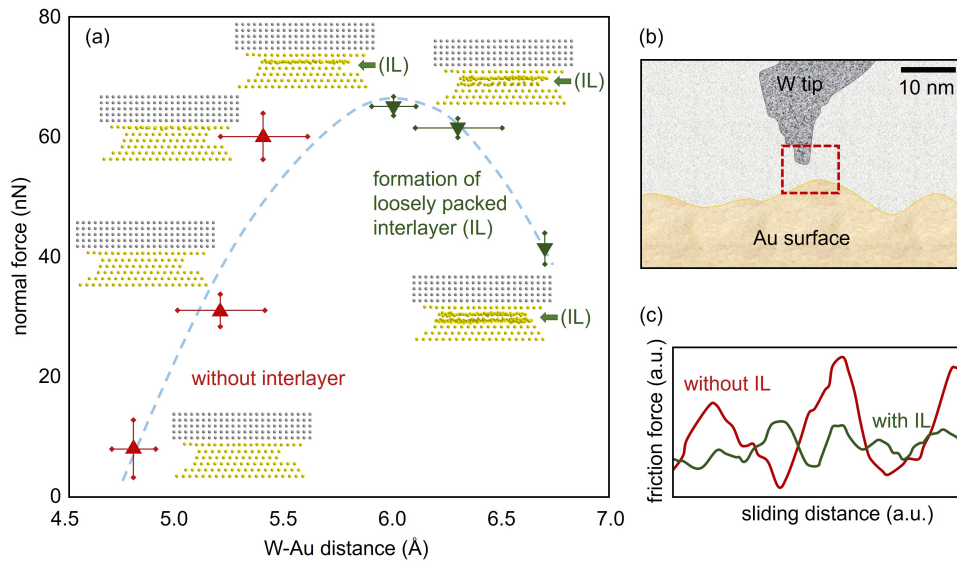 (a)
80
60
40
20
0
normal force (nN)
4.5 5.0 5.5 6.0 6.5 7.0
W-Au distance (Å)
(IL)
(IL)
formation of
loosely packed
interlayer (IL)
(IL)
without interlayer
(b)
W tip
10 nm
Au surface
(c)
friction force (a.u.)
without IL
with IL
sliding distance (a.u.)